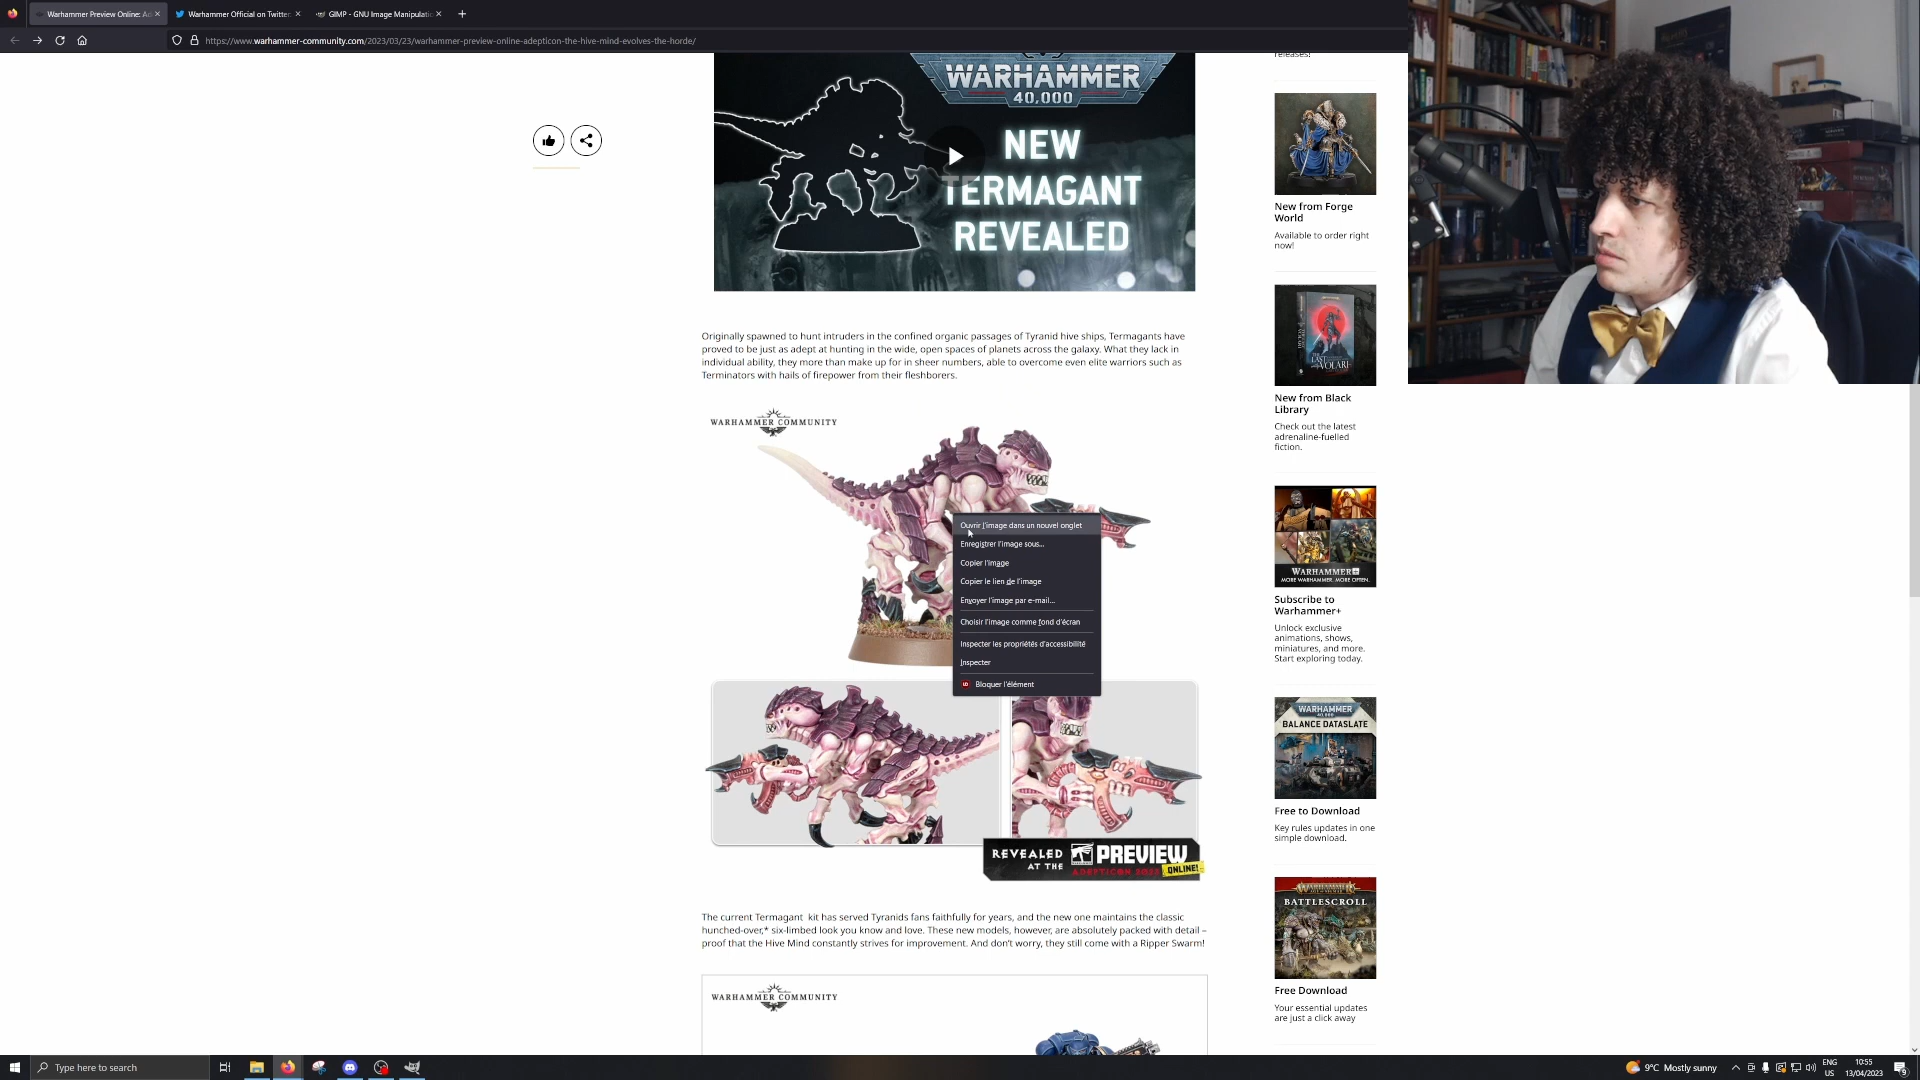 Warhammer Preview Online: Ad
Warhammer Official on Twitter:
GIMP - GNU Image Manipulatio
https://www.warhammer-community.com/2023/03/23/warhammer-preview-online-adepticon-the-hive-mind-evolves-the-horde/
releases!
WARHAMMER
40,000
NEW
TERMAGANT
REVEALED
Originally spawned to hunt intruders in the confined organic passages of Tyranid hive ships, Termagants have
proved to be just as adept at hunting in the wide, open spaces of planets across the galaxy. What they lack in
individual ability, they more than make up for in sheer numbers, able to overcome even elite warriors such as
Terminators with hails of firepower from their fleshborers.
WARHAMMER COMMUNITY
Ouvrir l'image dans un nouvel onglet
Enregistrer l'image sous...
Copier l'image
Copier le lien de l'image
Envoyer l'image par e-mail...
Choisir l'image comme fond d'écran
Inspecter les propriétés d'accessibilité
Inspecter
Bloquer l'élément
REVEALED
AT THE
PREVIEW
ADEPTICON 2023
ONLINE!
The current Termagant kit has served Tyranids fans faithfully for years, and the new one maintains the classic
hunched-over,* six-limbed look you know and love. These new models, however, are absolutely packed with detail –
proof that the Hive Mind constantly strives for improvement. And don't worry, they still come with a Ripper Swarm!
WARHAMMER COMMUNITY
New from Forge
World
Available to order right
now!
THE
LAST
VOLARI
New from Black
Library
Check out the latest
adrenaline-fuelled
fiction.
WARHAMMER+
MORE WARHAMMER. MORE OFTEN.
Subscribe to
Warhammer+
Unlock exclusive
animations, shows,
miniatures, and more.
Start exploring today.
WARHAMMER
40,000
BALANCE DATASLATE
Free to Download
Key rules updates in one
simple download.
BATTLESCROLL
Free Download
Your essential updates
are just a click away
Type here to search
9°C Mostly sunny
ENG
US
10:55
13/04/2023
9